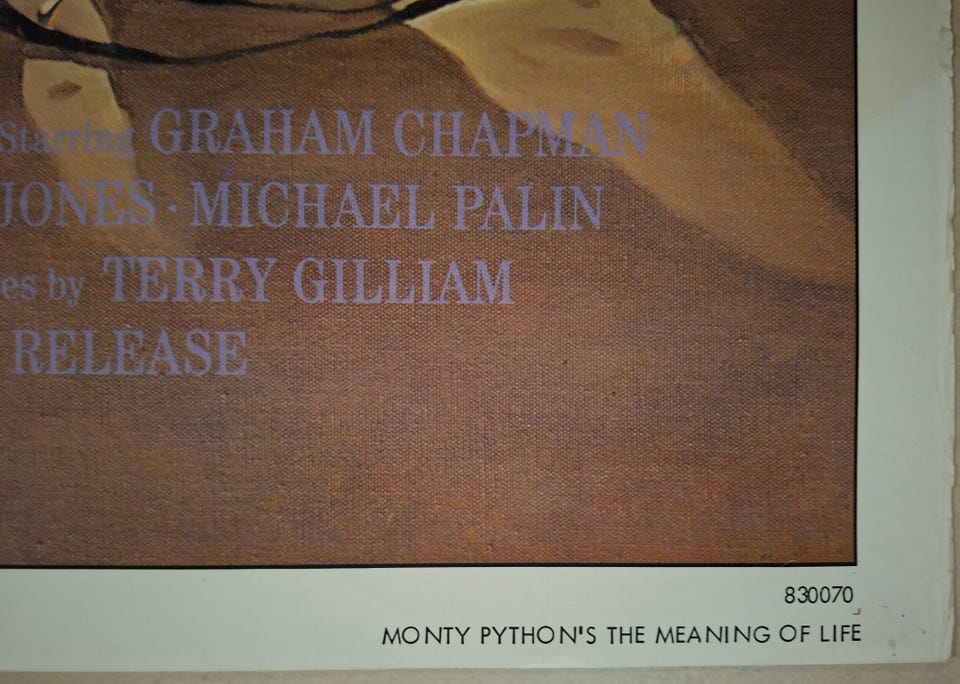 Starring GRAHAM CHAPMAN
JONES · MICHAEL PALIN
es by TERRY GILLIAM
RELEASE
830070
MONTY PYTHON'S THE MEANING OF LIFE